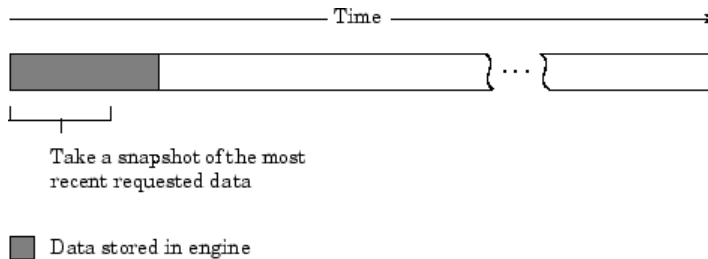 Time
...
Take a snapshot of the most
recent requested data
Data stored in engine